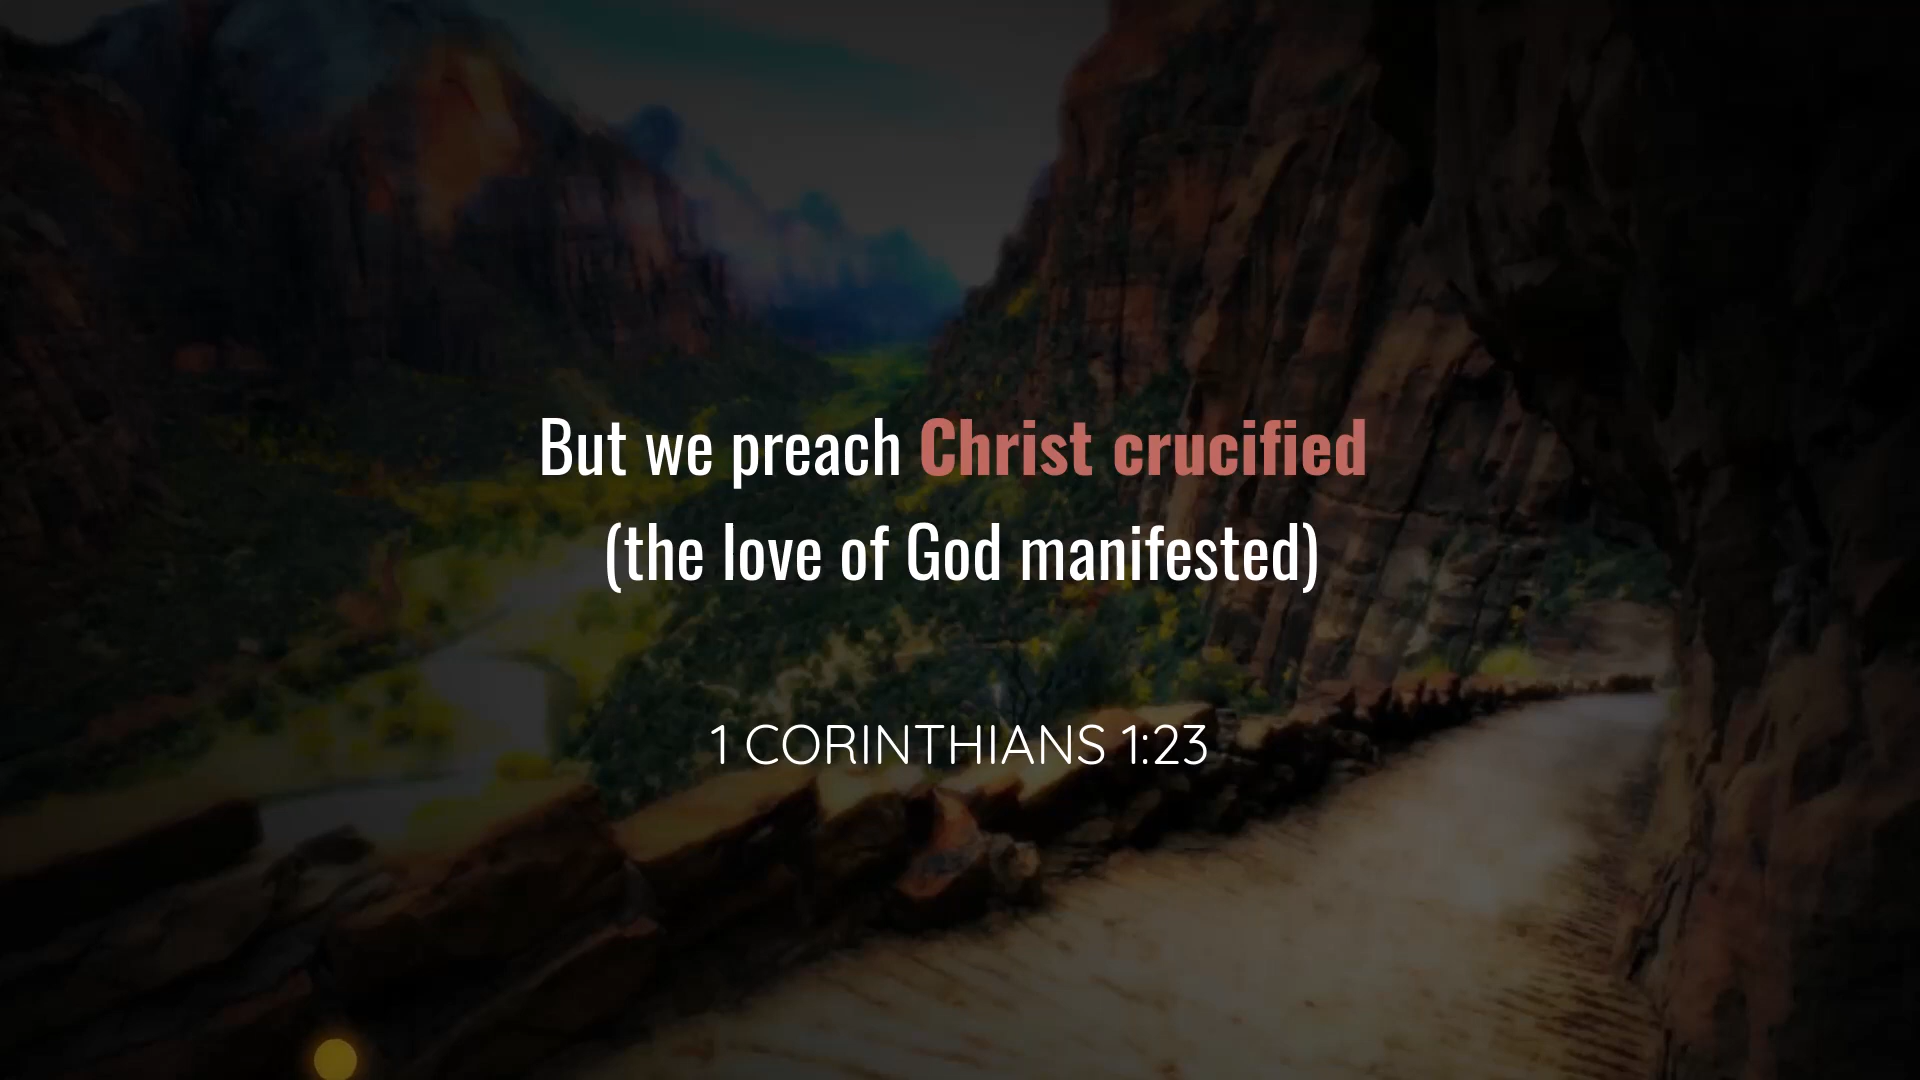 But we preach Christ crucified
(the love of God manifested)
1 CORINTHIANS 1:23